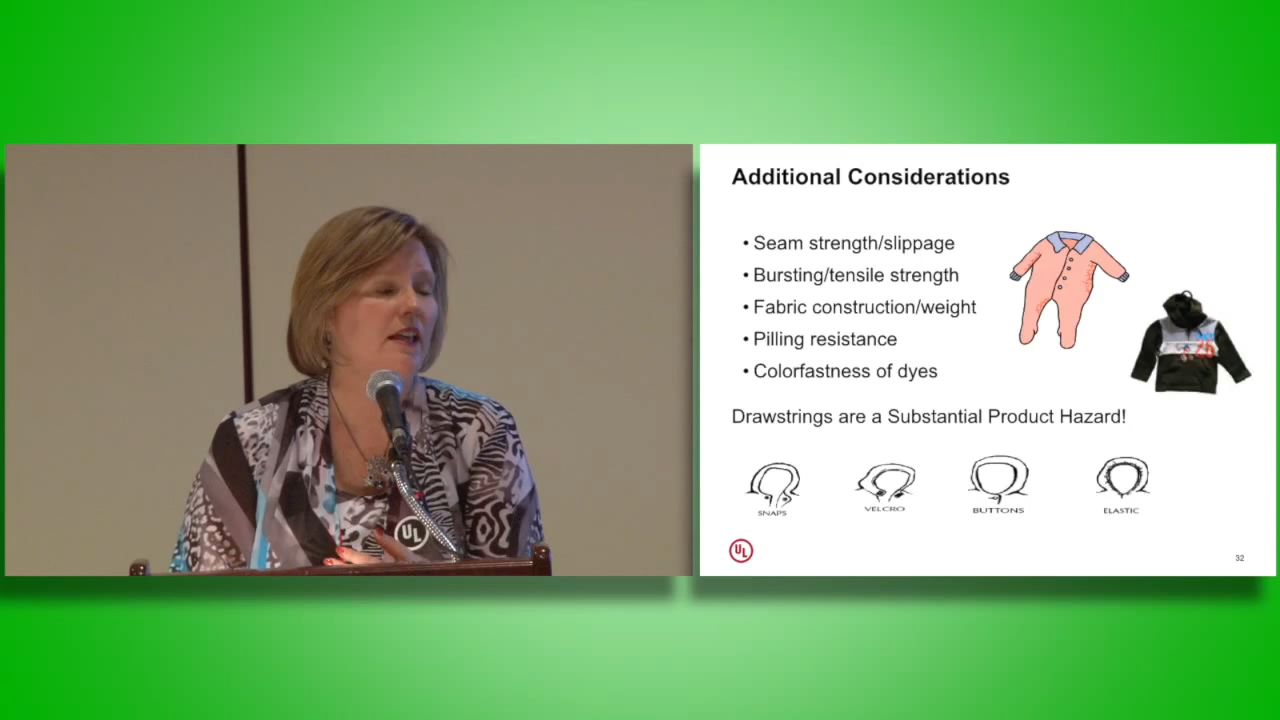 Additional Considerations
• Seam strength/slippage
• Bursting/tensile strength
• Fabric construction/weight
• Pilling resistance
• Colorfastness of dyes
Drawstrings are a Substantial Product Hazard!
SNAPS
VELCRO
BUTTONS
ELASTIC
UL
UL
32